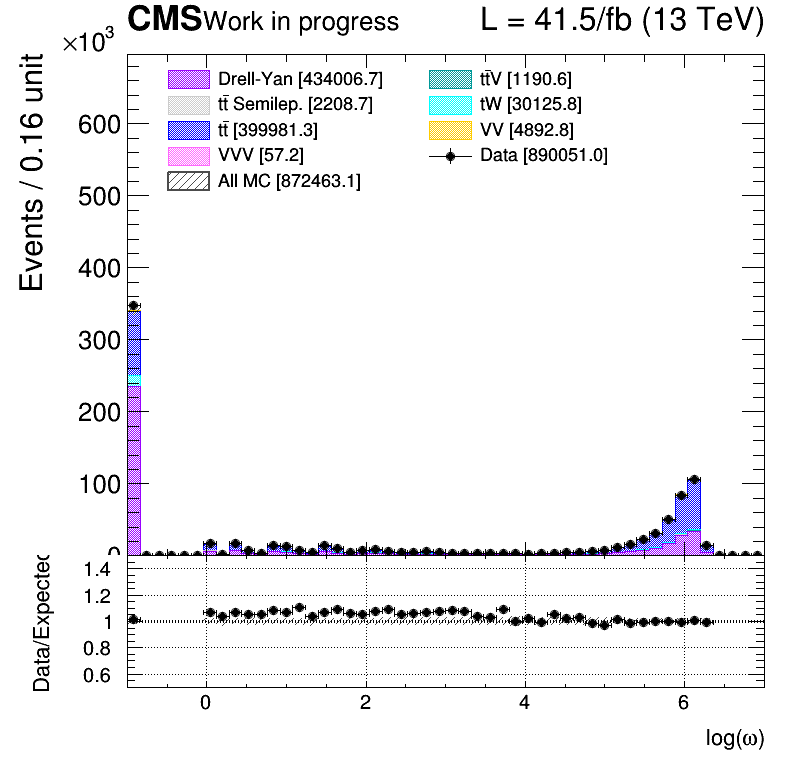 CMS Work in progress L = 41.5/fb (13 TeV)
×10³
Events / 0.16 unit
Drell-Yan [434006.7]
tt̄ Semilep. [2208.7]
tt̄ [399981.3]
VVV [57.2]
All MC [872463.1]
tt̄V [1190.6]
tW [30125.8]
VV [4892.8]
Data [890051.0]
600
500
400
300
200
100
0
Data/Expected
1.4
1.2
1
0.8
0.6
0 2 4 6
log(ω)